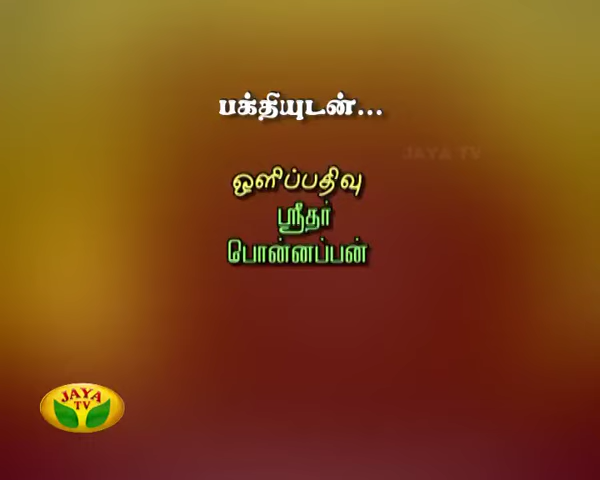 பக்தியுடன்...
JAYA TV
ஒளிப்பதிவு
ஸ்ரீதர்
பொன்னப்பன்
JAYA
TV